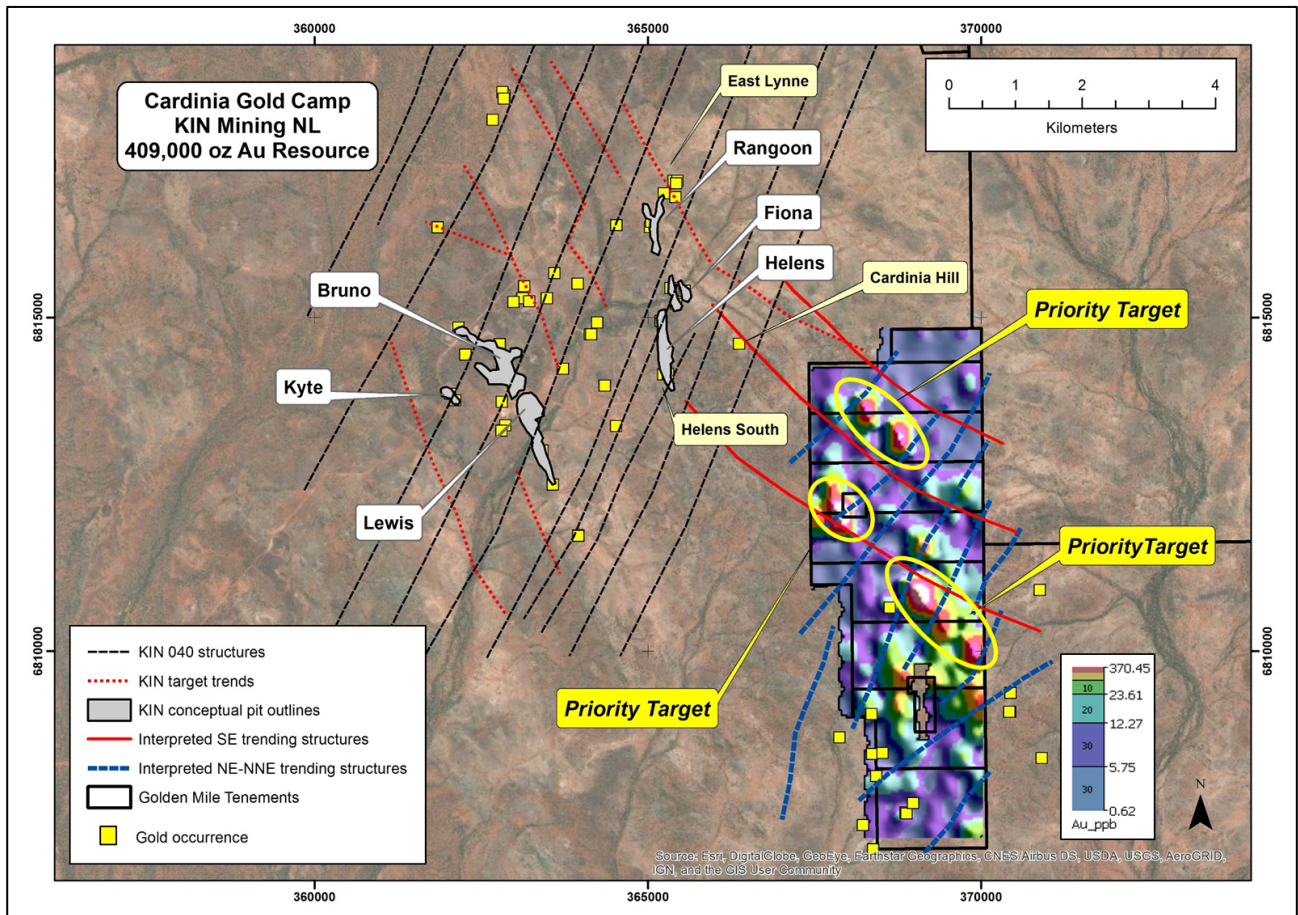 360000
365000
370000
Cardinia Gold Camp
KIN Mining NL
409,000 oz Au Resource
East Lynne
0 1 2 4
Kilometers
Rangoon
Fiona
Helens
Cardinia Hill
Bruno
Priority Target
6815000
6815000
Kyte
Helens South
Lewis
PriorityTarget
6810000
6810000
Priority Target
KIN 040 structures
KIN target trends
KIN conceptual pit outlines
Interpreted SE trending structures
Interpreted NE-NNE trending structures
Golden Mile Tenements
Gold occurrence
370.45
10
23.61
20
12.27
30
5.75
30
0.62
Au_ppb
N
Source: Esri, DigitalGlobe, GeoEye, Earthstar Geographics, CNES/Airbus DS, USDA, USGS, AeroGRID,
IGN, and the GIS User Community
360000
365000
370000